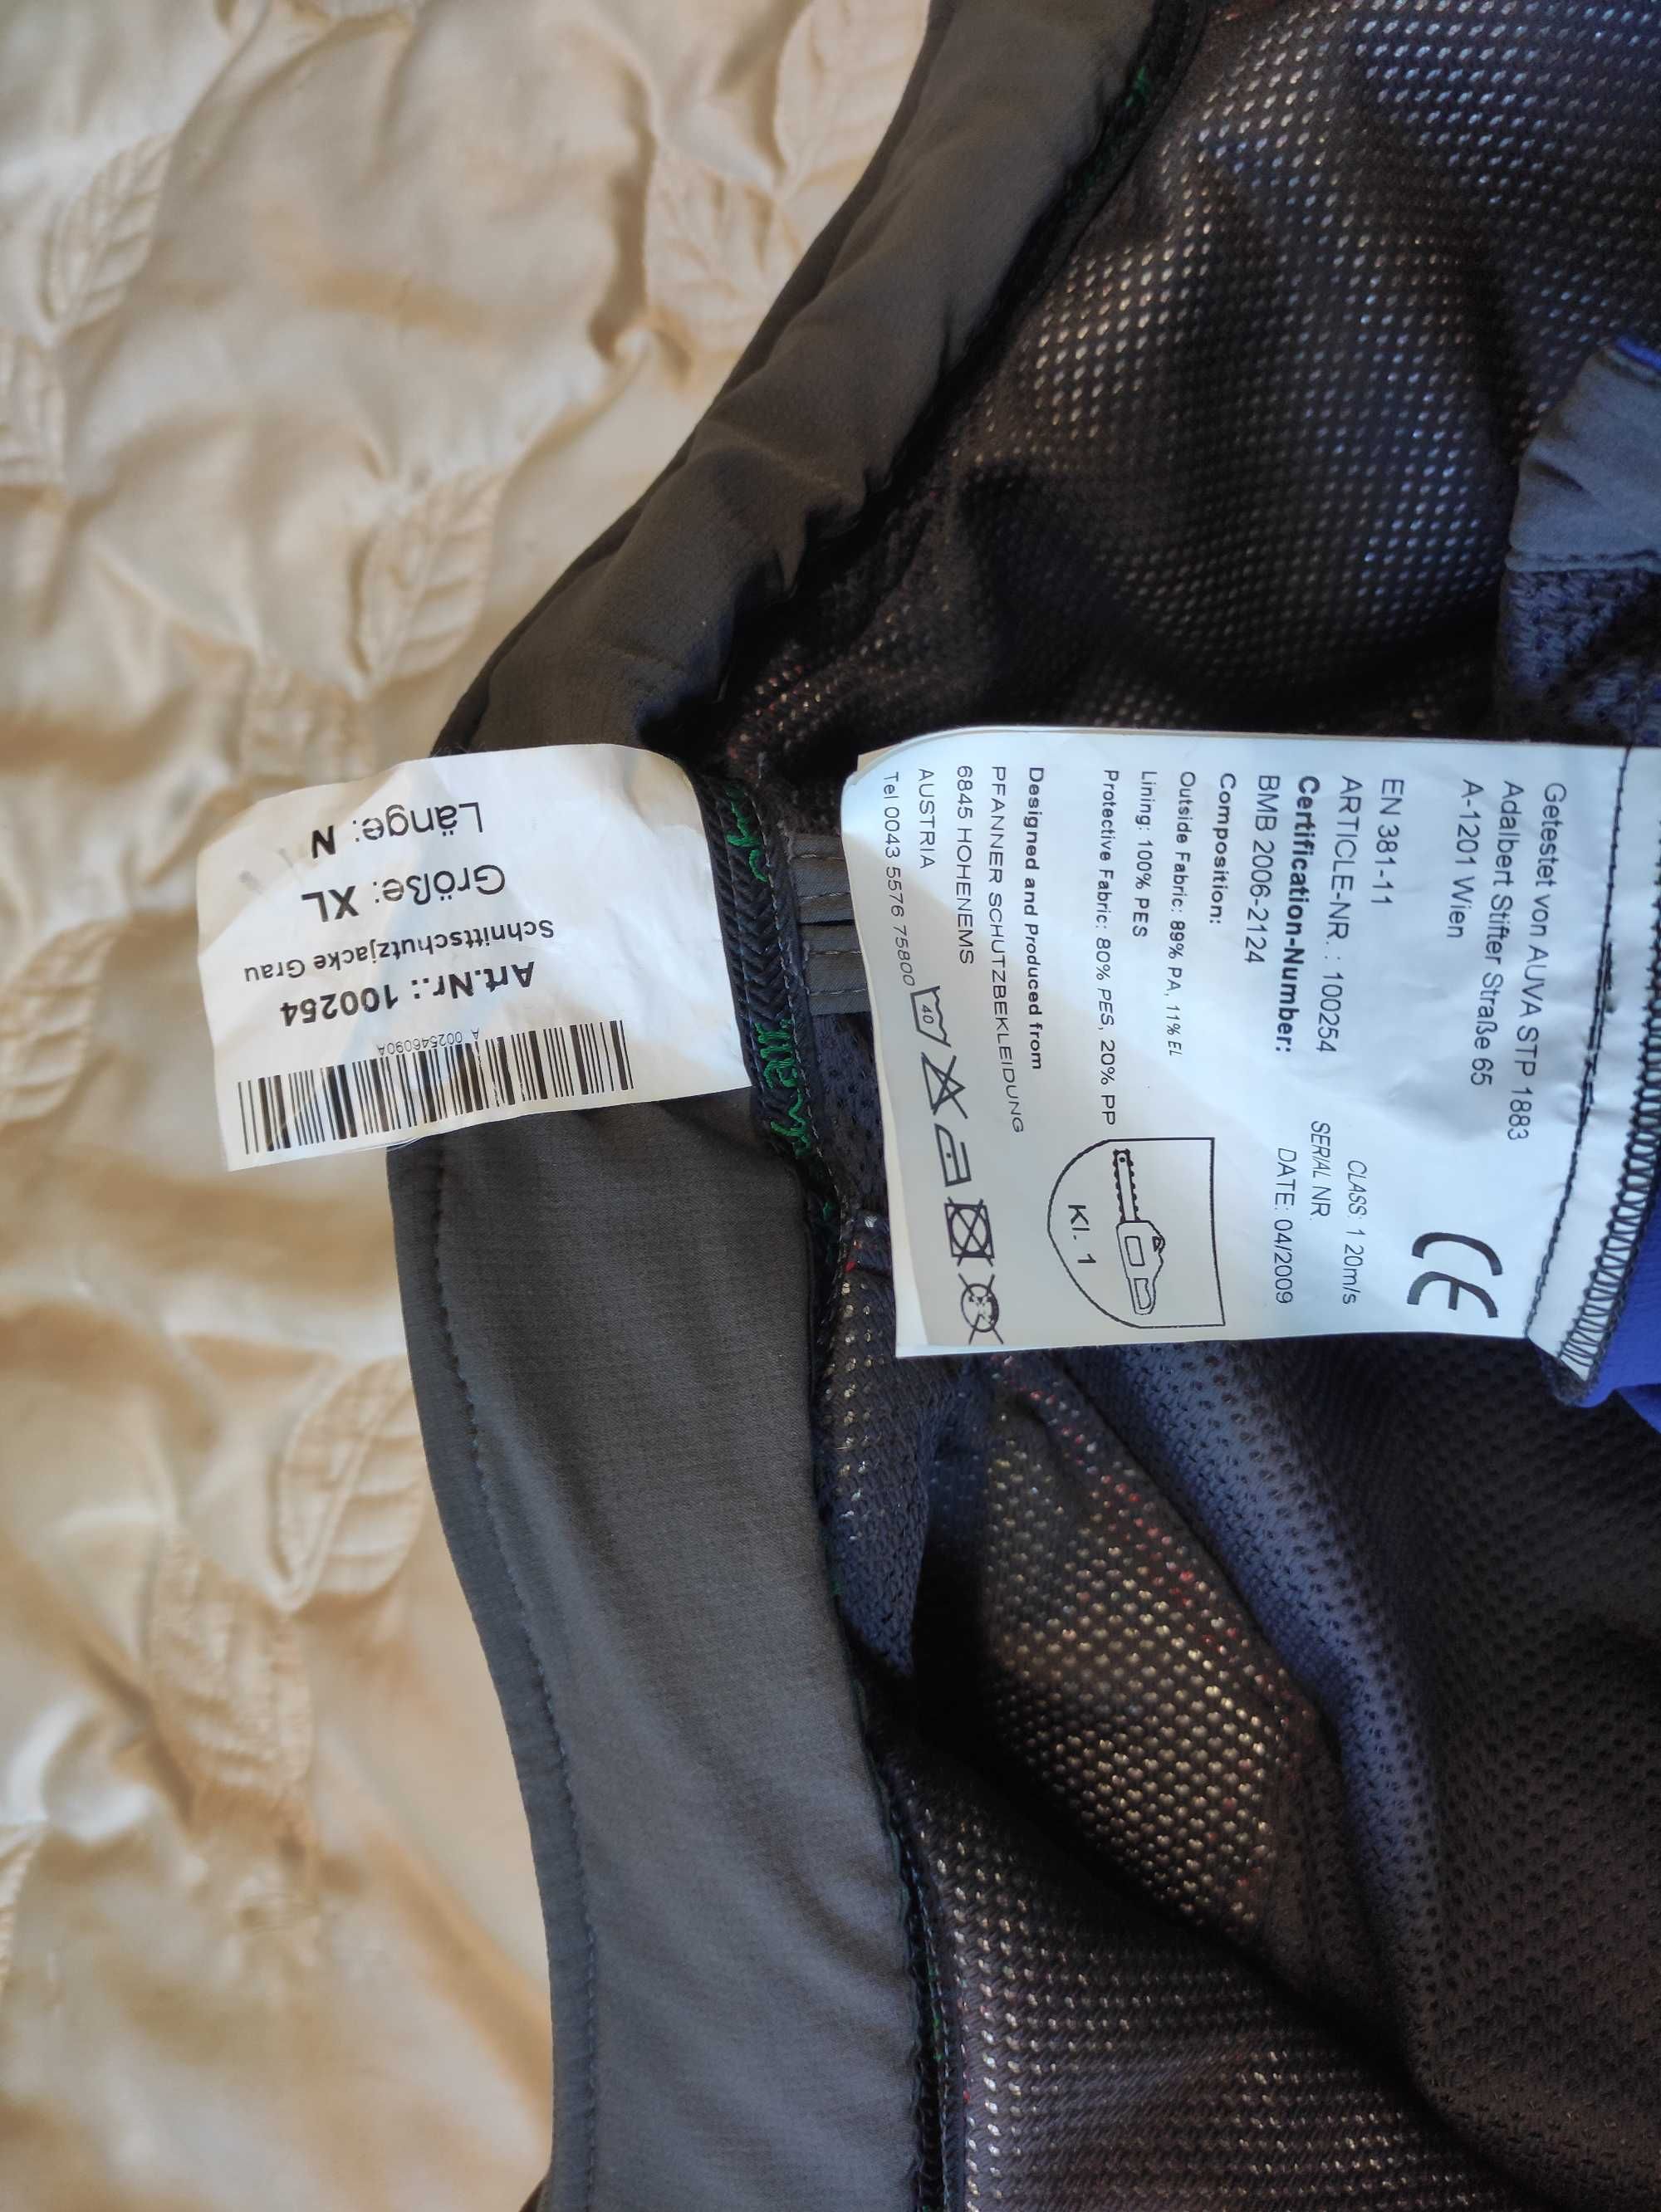 Getestet von AUVA STP 1883
Adalbert Stifter Straße 65
A-1201 Wien
CE
EN 381-11
CLASS: 1 20m/s
ARTICLE-NR. : 100254
SERIAL NR
Certification-Number:
DATE: 04/2009
BMB 2006-2124
Composition:
Outside Fabric: 89% PA, 11% EL
Lining: 100% PES
Protective Fabric: 80% PES, 20% PP
Kl. 1
Designed and Produced from
PFANNER SCHUTZBEKLEIDUNG
6845 HOHENEMS
AUSTRIA
Tel 0043 5576 75800
40
A 002546090A
Art.Nr.: 100254
Schnittschutzjacke Grau
Größe: XL
Länge: N